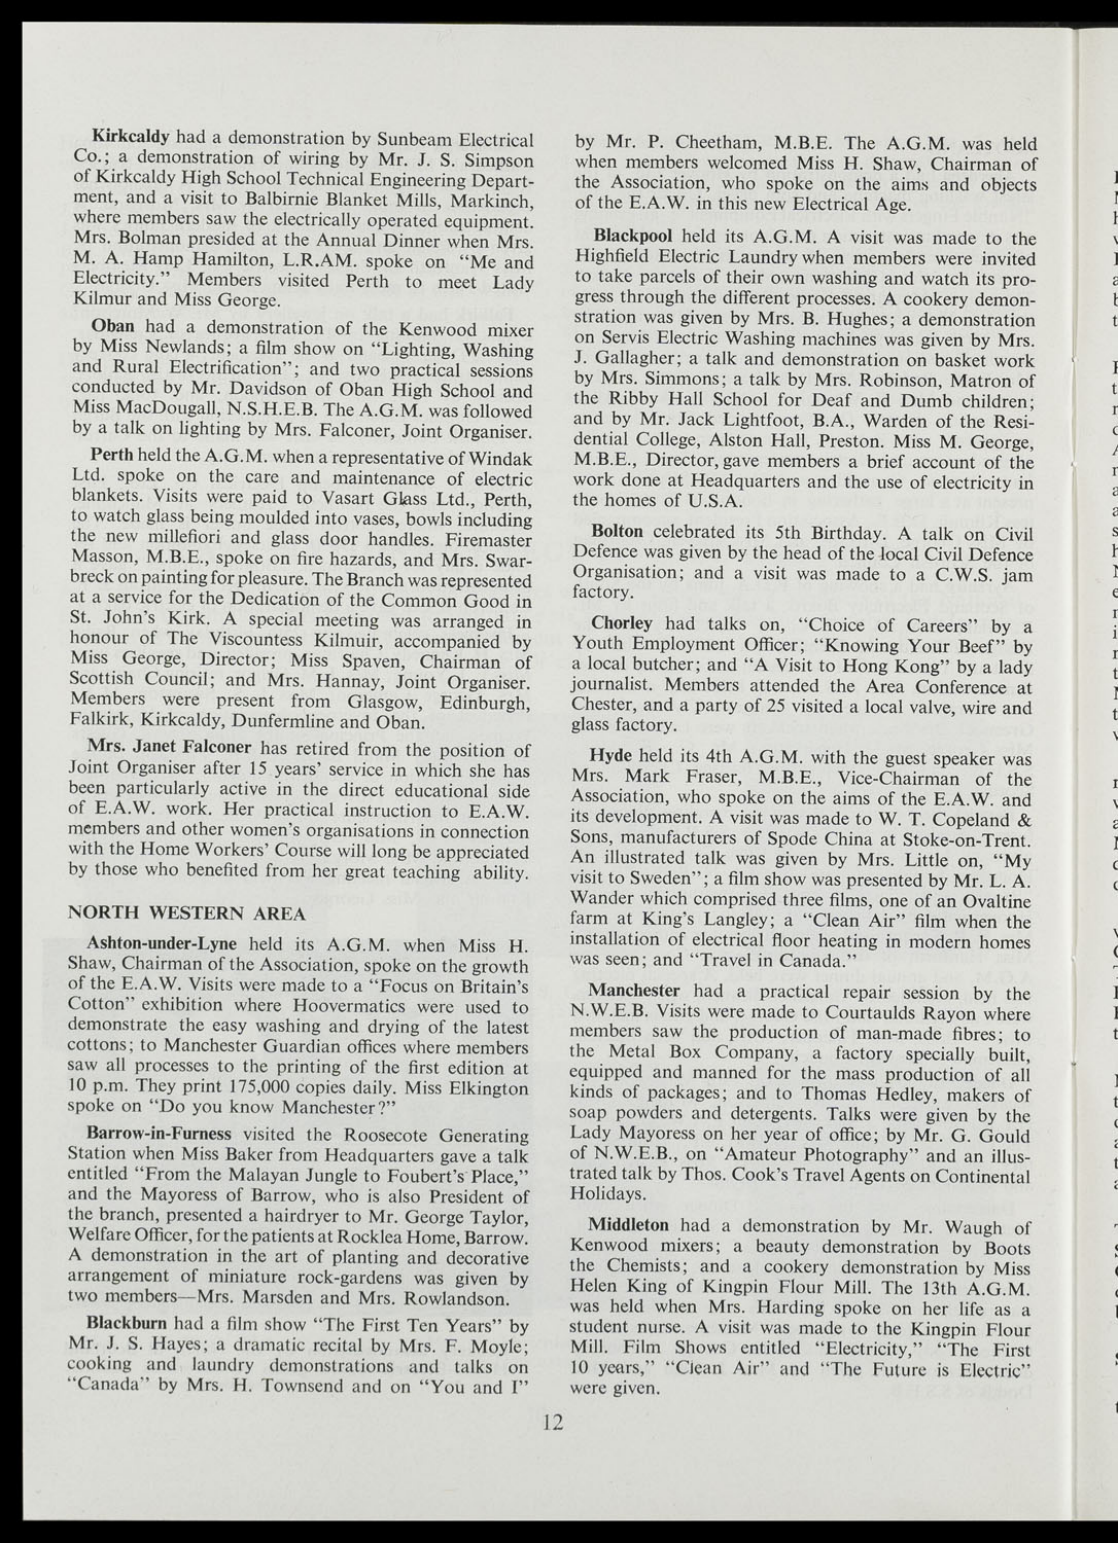 Kirkcaldy had a demonstration by Sunbeam Electrical
Co.; a demonstration of wiring by Mr. J. S. Simpson
of Kirkcaldy High School Technical Engineering Depart-
ment, and a visit to Balbirnie Blanket Mills, Markinch,
where members saw the electrically operated equipment.
Mrs. Bolman presided at the Annual Dinner when Mrs.
M. A. Hamp Hamilton, L.R.AM. spoke on “Me and
Electricity.” Members visited Perth to meet Lady
Kilmur and Miss George.
Oban had a demonstration of the Kenwood mixer
by Miss Newlands; a film show on “Lighting, Washing
and Rural Electrification”; and two practical sessions
conducted by Mr. Davidson of Oban High School and
Miss MacDougall, N.S.H.E.B. The A.G.M. was followed
by a talk on lighting by Mrs. Falconer, Joint Organiser.
Perth held the A.G.M. when a representative of Windak
Ltd. spoke on the care and maintenance of electric
blankets. Visits were paid to Vasart Glass Ltd., Perth,
to watch glass being moulded into vases, bowls including
the new millefiori and glass door handles. Firemaster
Masson, M.B.E., spoke on fire hazards, and Mrs. Swar-
breck on painting for pleasure. The Branch was represented
at a service for the Dedication of the Common Good in
St. John’s Kirk. A special meeting was arranged in
honour of The Viscountess Kilmuir, accompanied by
Miss George, Director; Miss Spaven, Chairman of
Scottish Council; and Mrs. Hannay, Joint Organiser.
Members were present from Glasgow, Edinburgh,
Falkirk, Kirkcaldy, Dunfermline and Oban.
Mrs. Janet Falconer has retired from the position of
Joint Organiser after 15 years’ service in which she has
been particularly active in the direct educational side
of E.A.W. work. Her practical instruction to E.A.W.
members and other women’s organisations in connection
with the Home Workers’ Course will long be appreciated
by those who benefited from her great teaching ability.
NORTH WESTERN AREA
Ashton-under-Lyne held its A.G.M. when Miss H.
Shaw, Chairman of the Association, spoke on the growth
of the E.A.W. Visits were made to a “Focus on Britain’s
Cotton” exhibition where Hoovermatics were used to
demonstrate the easy washing and drying of the latest
cottons; to Manchester Guardian offices where members
saw all processes to the printing of the first edition at
10 p.m. They print 175,000 copies daily. Miss Elkington
spoke on “Do you know Manchester?”
Barrow-in-Furness visited the Roosecote Generating
Station when Miss Baker from Headquarters gave a talk
entitled “From the Malayan Jungle to Foubert’s Place,”
and the Mayoress of Barrow, who is also President of
the branch, presented a hairdryer to Mr. George Taylor,
Welfare Officer, for the patients at Rocklea Home, Barrow.
A demonstration in the art of planting and decorative
arrangement of miniature rock-gardens was given by
two members—Mrs. Marsden and Mrs. Rowlandson.
Blackburn had a film show “The First Ten Years” by
Mr. J. S. Hayes; a dramatic recital by Mrs. F. Moyle;
cooking and laundry demonstrations and talks on
“Canada” by Mrs. H. Townsend and on “You and I”
by Mr. P. Cheetham, M.B.E. The A.G.M. was held
when members welcomed Miss H. Shaw, Chairman of
the Association, who spoke on the aims and objects
of the E.A.W. in this new Electrical Age.
Blackpool held its A.G.M. A visit was made to the
Highfield Electric Laundry when members were invited
to take parcels of their own washing and watch its pro-
gress through the different processes. A cookery demon-
stration was given by Mrs. B. Hughes; a demonstration
on Servis Electric Washing machines was given by Mrs.
J. Gallagher; a talk and demonstration on basket work
by Mrs. Simmons; a talk by Mrs. Robinson, Matron of
the Ribby Hall School for Deaf and Dumb children;
and by Mr. Jack Lightfoot, B.A., Warden of the Resi-
dential College, Alston Hall, Preston. Miss M. George,
M.B.E., Director, gave members a brief account of the
work done at Headquarters and the use of electricity in
the homes of U.S.A.
Bolton celebrated its 5th Birthday. A talk on Civil
Defence was given by the head of the local Civil Defence
Organisation; and a visit was made to a C.W.S. jam
factory.
Chorley had talks on, “Choice of Careers” by a
Youth Employment Officer; “Knowing Your Beef” by
a local butcher; and “A Visit to Hong Kong” by a lady
journalist. Members attended the Area Conference at
Chester, and a party of 25 visited a local valve, wire and
glass factory.
Hyde held its 4th A.G.M. with the guest speaker was
Mrs. Mark Fraser, M.B.E., Vice-Chairman of the
Association, who spoke on the aims of the E.A.W. and
its development. A visit was made to W. T. Copeland &
Sons, manufacturers of Spode China at Stoke-on-Trent.
An illustrated talk was given by Mrs. Little on, “My
visit to Sweden”; a film show was presented by Mr. L. A.
Wander which comprised three films, one of an Ovaltine
farm at King’s Langley; a “Clean Air” film when the
installation of electrical floor heating in modern homes
was seen; and “Travel in Canada.”
Manchester had a practical repair session by the
N.W.E.B. Visits were made to Courtaulds Rayon where
members saw the production of man-made fibres; to
the Metal Box Company, a factory specially built,
equipped and manned for the mass production of all
kinds of packages; and to Thomas Hedley, makers of
soap powders and detergents. Talks were given by the
Lady Mayoress on her year of office; by Mr. G. Gould
of N.W.E.B., on “Amateur Photography” and an illus-
trated talk by Thos. Cook’s Travel Agents on Continental
Holidays.
Middleton had a demonstration by Mr. Waugh of
Kenwood mixers; a beauty demonstration by Boots
the Chemists; and a cookery demonstration by Miss
Helen King of Kingpin Flour Mill. The 13th A.G.M.
was held when Mrs. Harding spoke on her life as a
student nurse. A visit was made to the Kingpin Flour
Mill. Film Shows entitled “Electricity,” “The First
10 years,” “Clean Air” and “The Future is Electric”
were given.
12